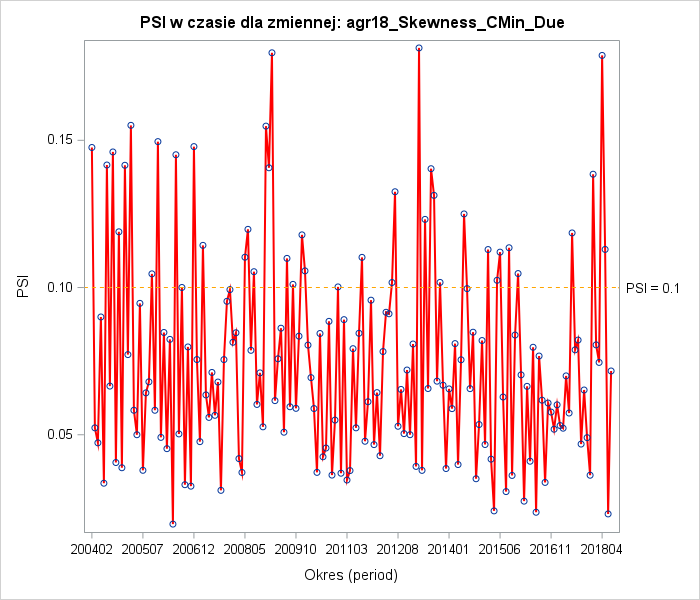 PSI w czasie dla zmiennej: agr18_Skewness_CMin_Due
0.15
0.10
0.05
PSI
PSI = 0.1
200402 200507 200612 200805 200910 201103 201208 201401 201506 201611 201804
Okres (period)